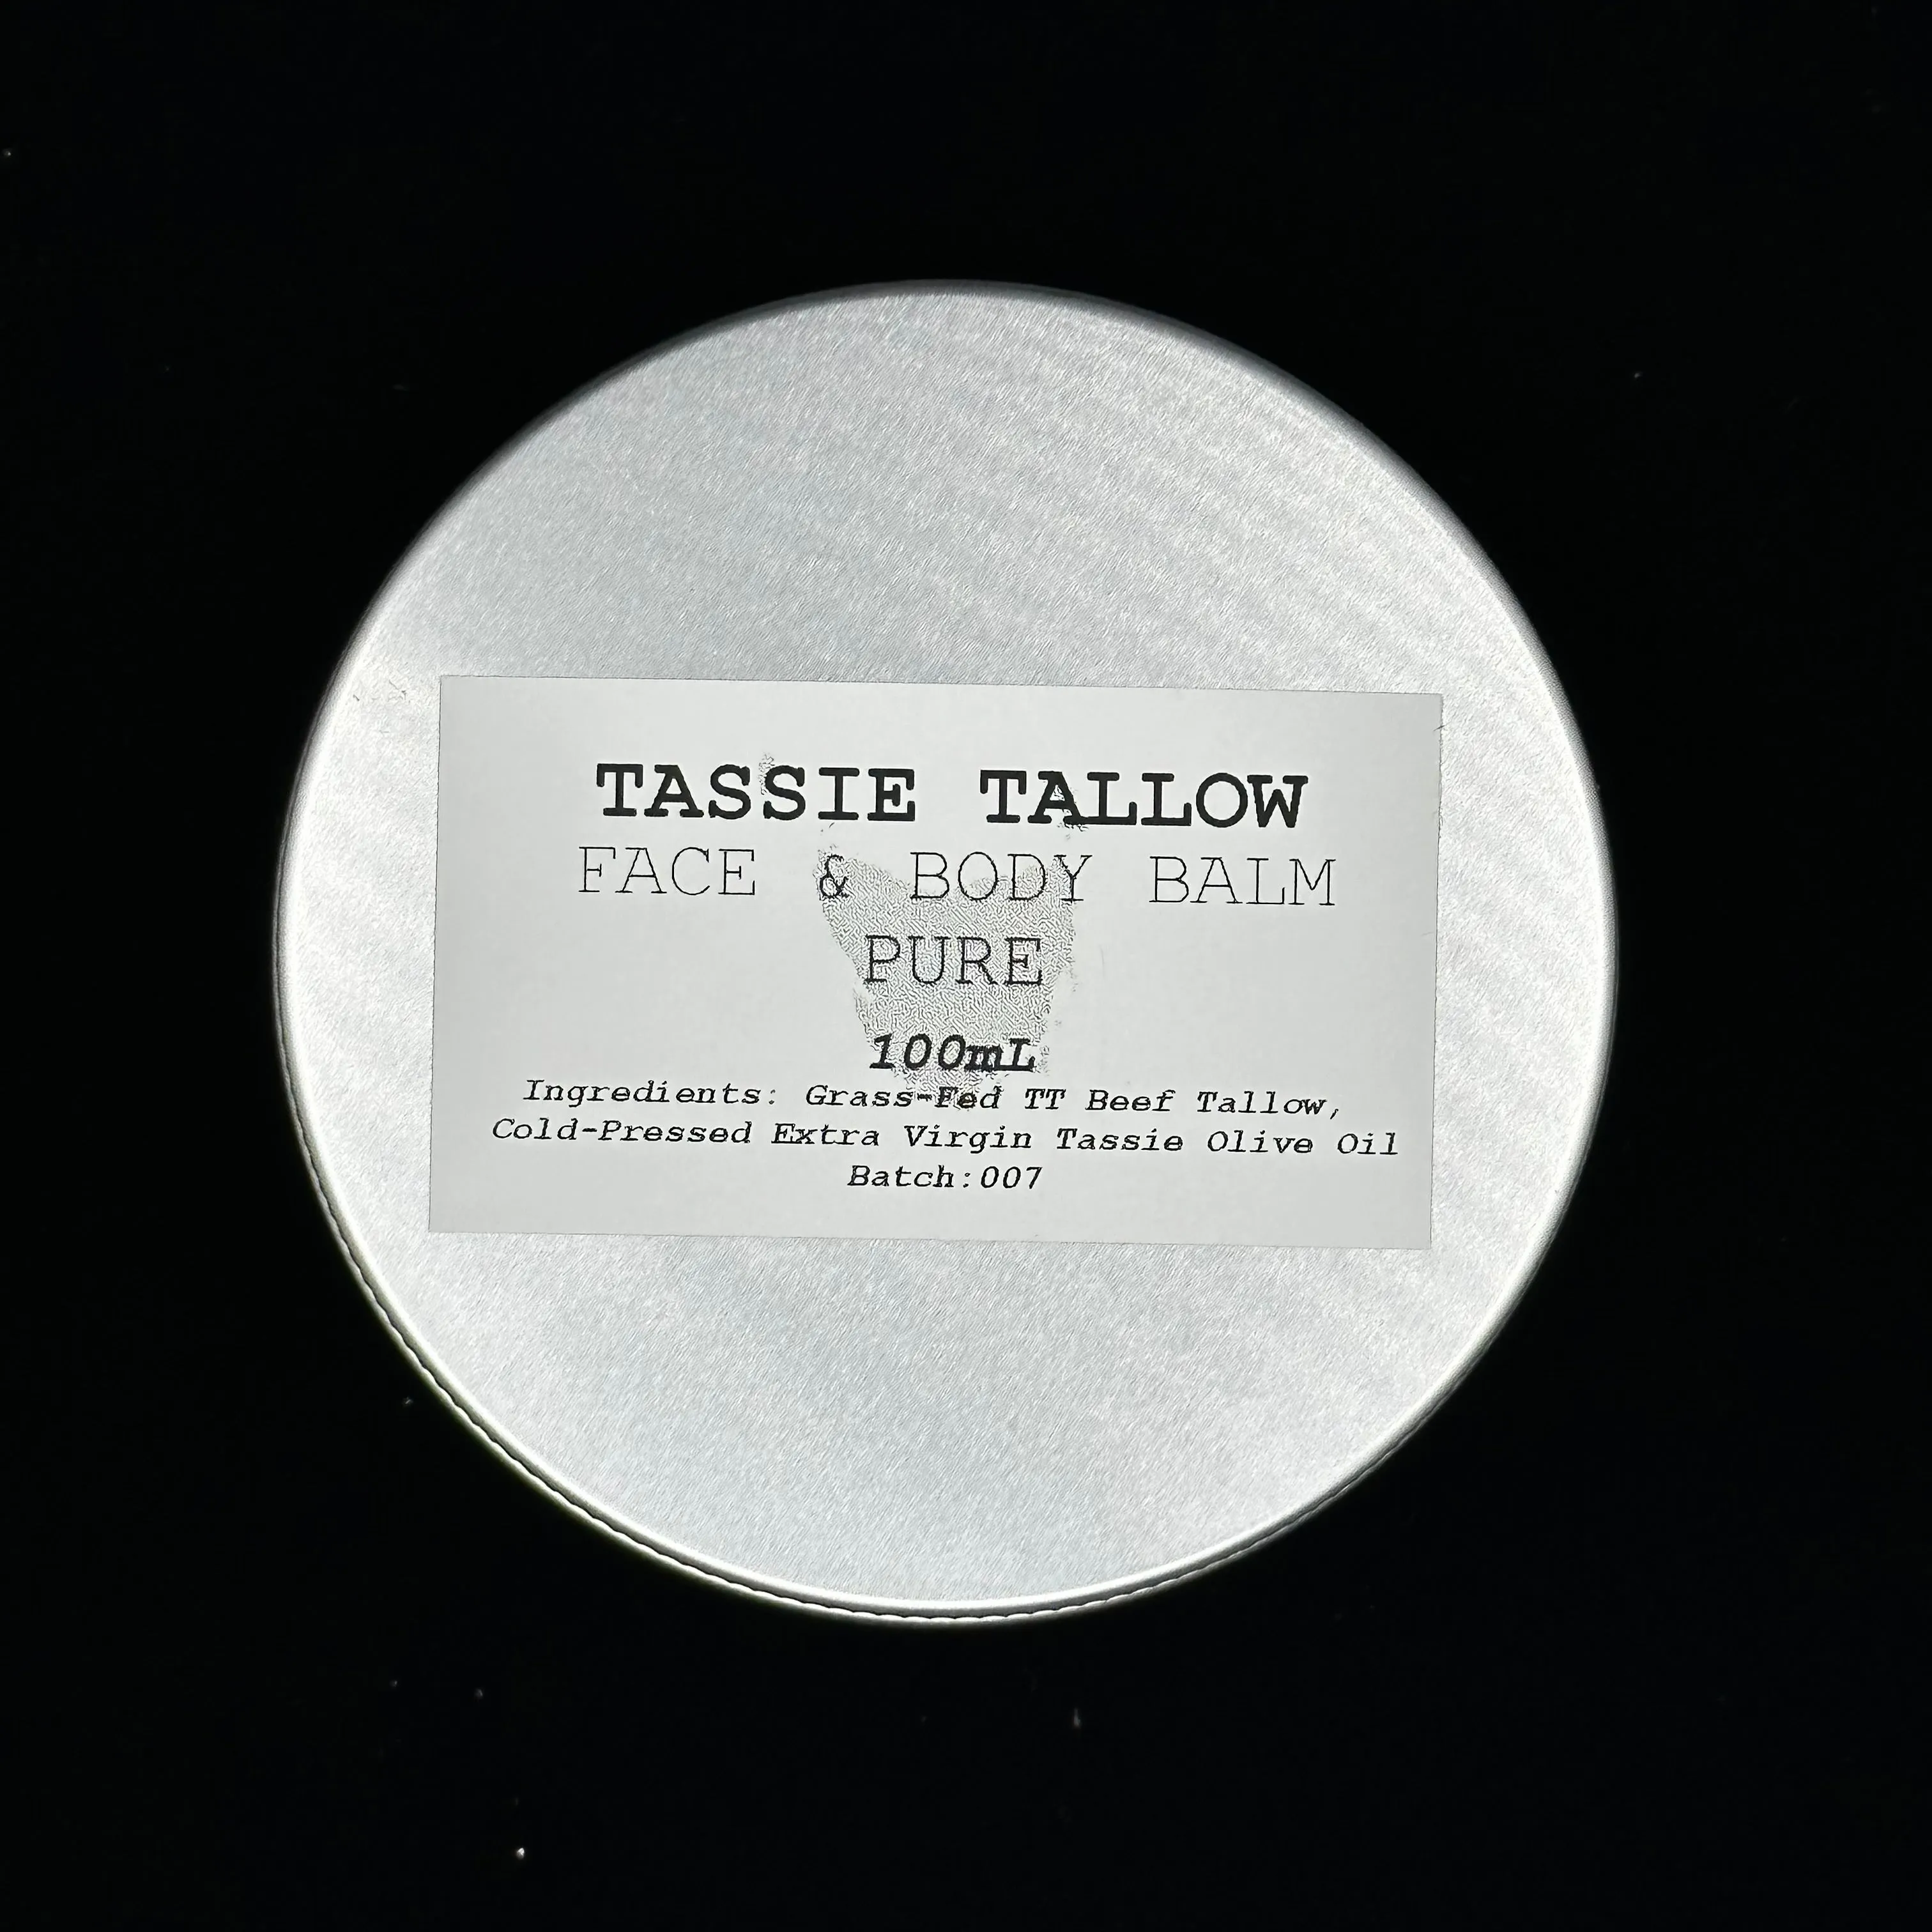 TASSIE TALLOW
FACE & BODY BALM
PURE
100mL
Ingredients: Grass-Fed TT Beef Tallow,
Cold-Pressed Extra Virgin Tassie Olive Oil
Batch:007